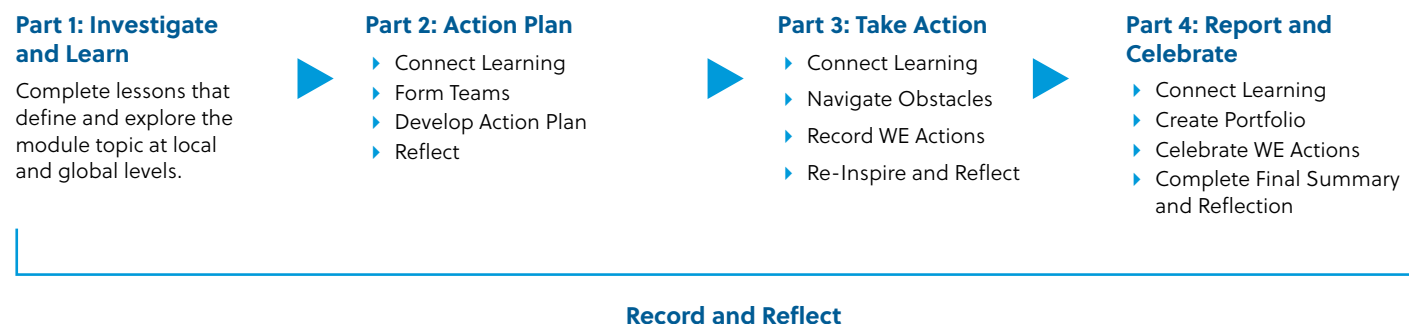 Part 1: Investigate
and Learn
Complete lessons that
define and explore the
module topic at local
and global levels.
Part 2: Action Plan
Connect Learning
Form Teams
Develop Action Plan
Reflect
Part 3: Take Action
Connect Learning
Navigate Obstacles
Record WE Actions
Re-Inspire and Reflect
Part 4: Report and
Celebrate
Connect Learning
Create Portfolio
Celebrate WE Actions
Complete Final Summary
and Reflection
Record and Reflect